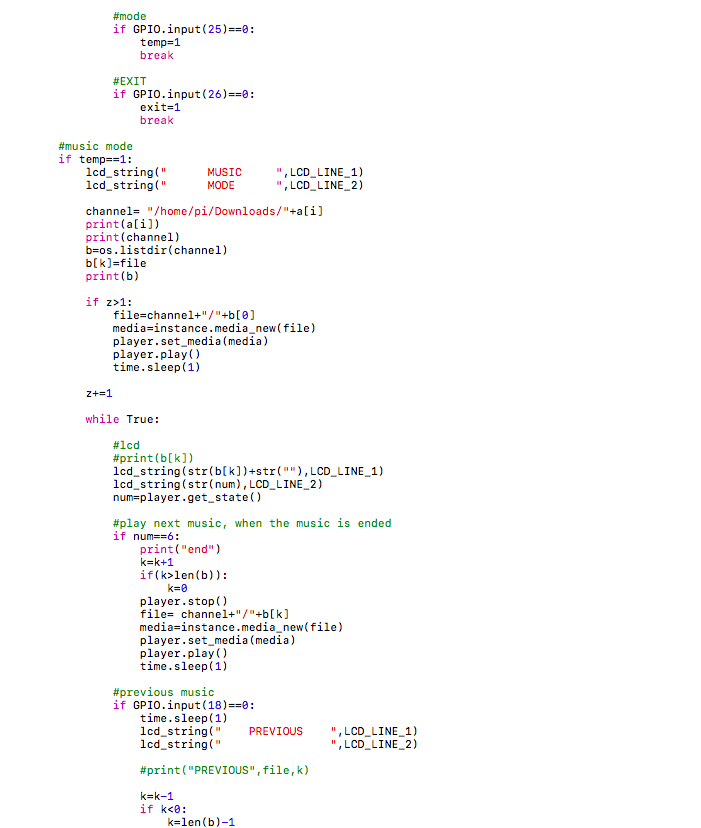 #mode
if GPIO.input(25)==0:
temp=1
break
#EXIT
if GPIO.input(26)==0:
exit=1
break
#music mode
if temp==1:
lcd_string("      MUSIC     ",LCD_LINE_1)
lcd_string("      MODE      ",LCD_LINE_2)
channel= "/home/pi/Downloads/"+a[i]
print(a[i])
print(channel)
b=os.listdir(channel)
b[k]=file
print(b)
if z>1:
file=channel+"/"+b[0]
media=instance.media_new(file)
player.set_media(media)
player.play()
time.sleep(1)
z+=1
while True:
#lcd
#print(b[k])
lcd_string(str(b[k])+str(""),LCD_LINE_1)
lcd_string(str(num),LCD_LINE_2)
num=player.get_state()
#play next music, when the music is ended
if num==6:
print("end")
k=k+1
if(k>len(b)):
k=0
player.stop()
file= channel+"/"+b[k]
media=instance.media_new(file)
player.set_media(media)
player.play()
time.sleep(1)
#previous music
if GPIO.input(18)==0:
time.sleep(1)
lcd_string("    PREVIOUS    ",LCD_LINE_1)
lcd_string("                ",LCD_LINE_2)
#print("PREVIOUS",file,k)
k=k-1
if k<0:
k=len(b)-1